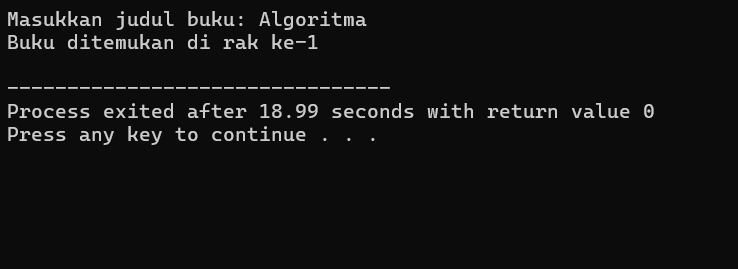 Masukkan judul buku: Algoritma
Buku ditemukan di rak ke-1
--------------------------------
Process exited after 18.99 seconds with return value 0
Press any key to continue . . .